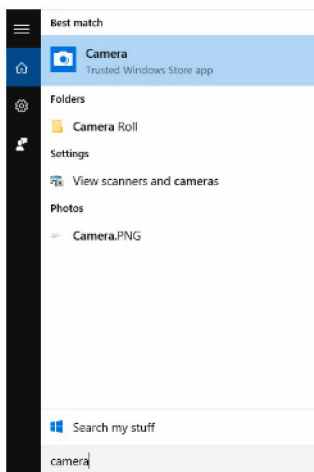 Best match
Camera
Trusted Windows Store app
Folders
Camera Roll
Settings
View scanners and cameras
Photos
Camera.PNG
Search my stuff
camera